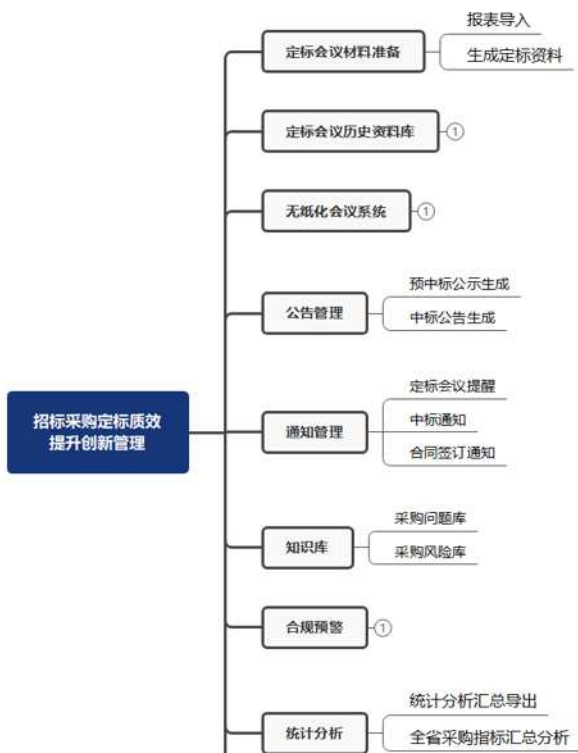 招标采购定标质效
提升创新管理
定标会议材料准备
报表导入
生成定标资料
定标会议历史资料库
1
无纸化会议系统
1
公告管理
预中标公示生成
中标公告生成
通知管理
定标会议提醒
中标通知
合同签订通知
知识库
采购问题库
采购风险库
合规预警
1
统计分析
统计分析汇总导出
全省采购指标汇总分析